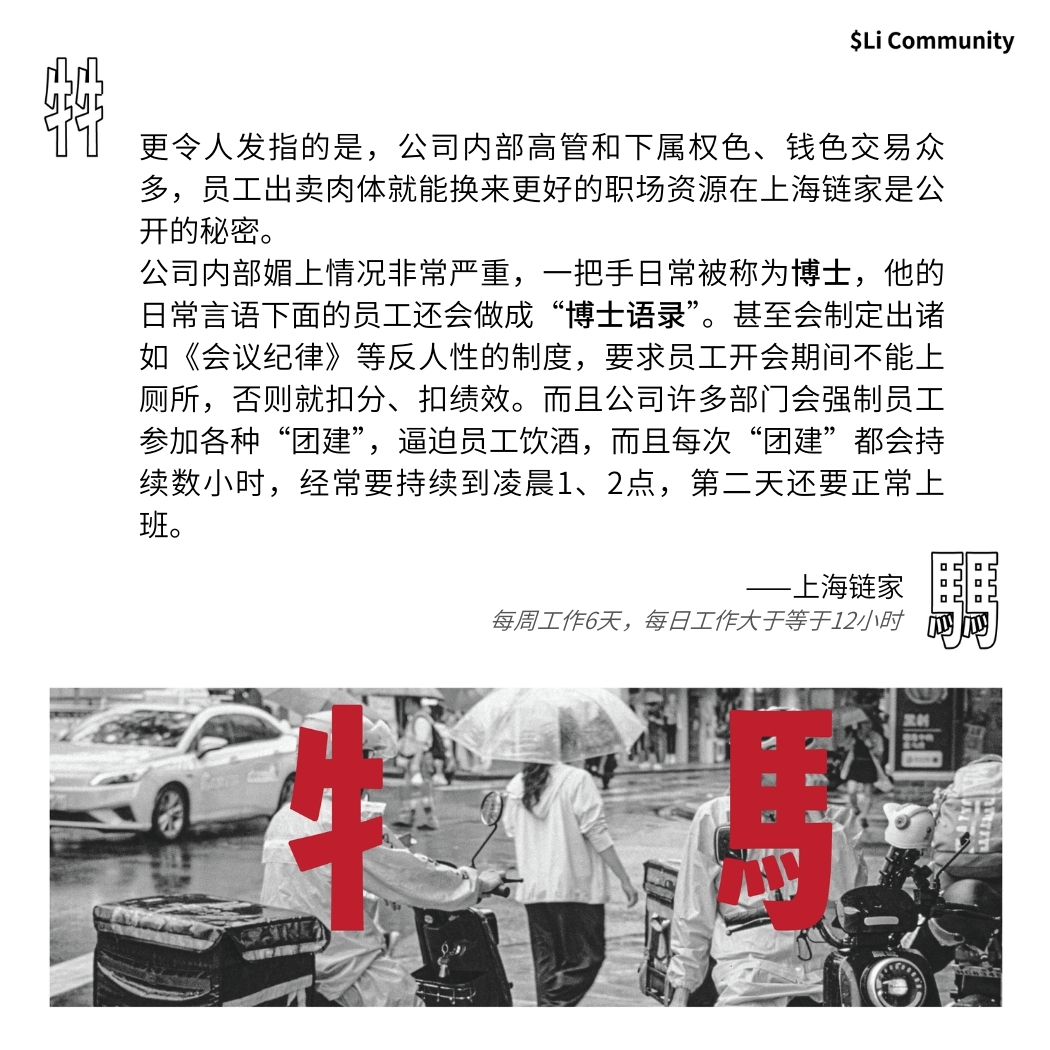 $Li Community
牛牛
更令人发指的是，公司内部高管和下属权色、钱色交易众
多，员工出卖肉体就能换来更好的职场资源在上海链家是公
开的秘密。
公司内部媚上情况非常严重，一把手日常被称为博士，他的
日常言语下面的员工还会做成“博士语录”。甚至会制定出诸
如《会议纪律》等反人性的制度，要求员工开会期间不能上
厕所，否则就扣分、扣绩效。而且公司许多部门会强制员工
参加各种“团建”，逼迫员工饮酒，而且每次“团建”都会持
续数小时，经常要持续到凌晨1、2点，第二天还要正常上
班。
——上海链家
每周工作6天，每日工作大于等于12小时
馬馬
牛 馬